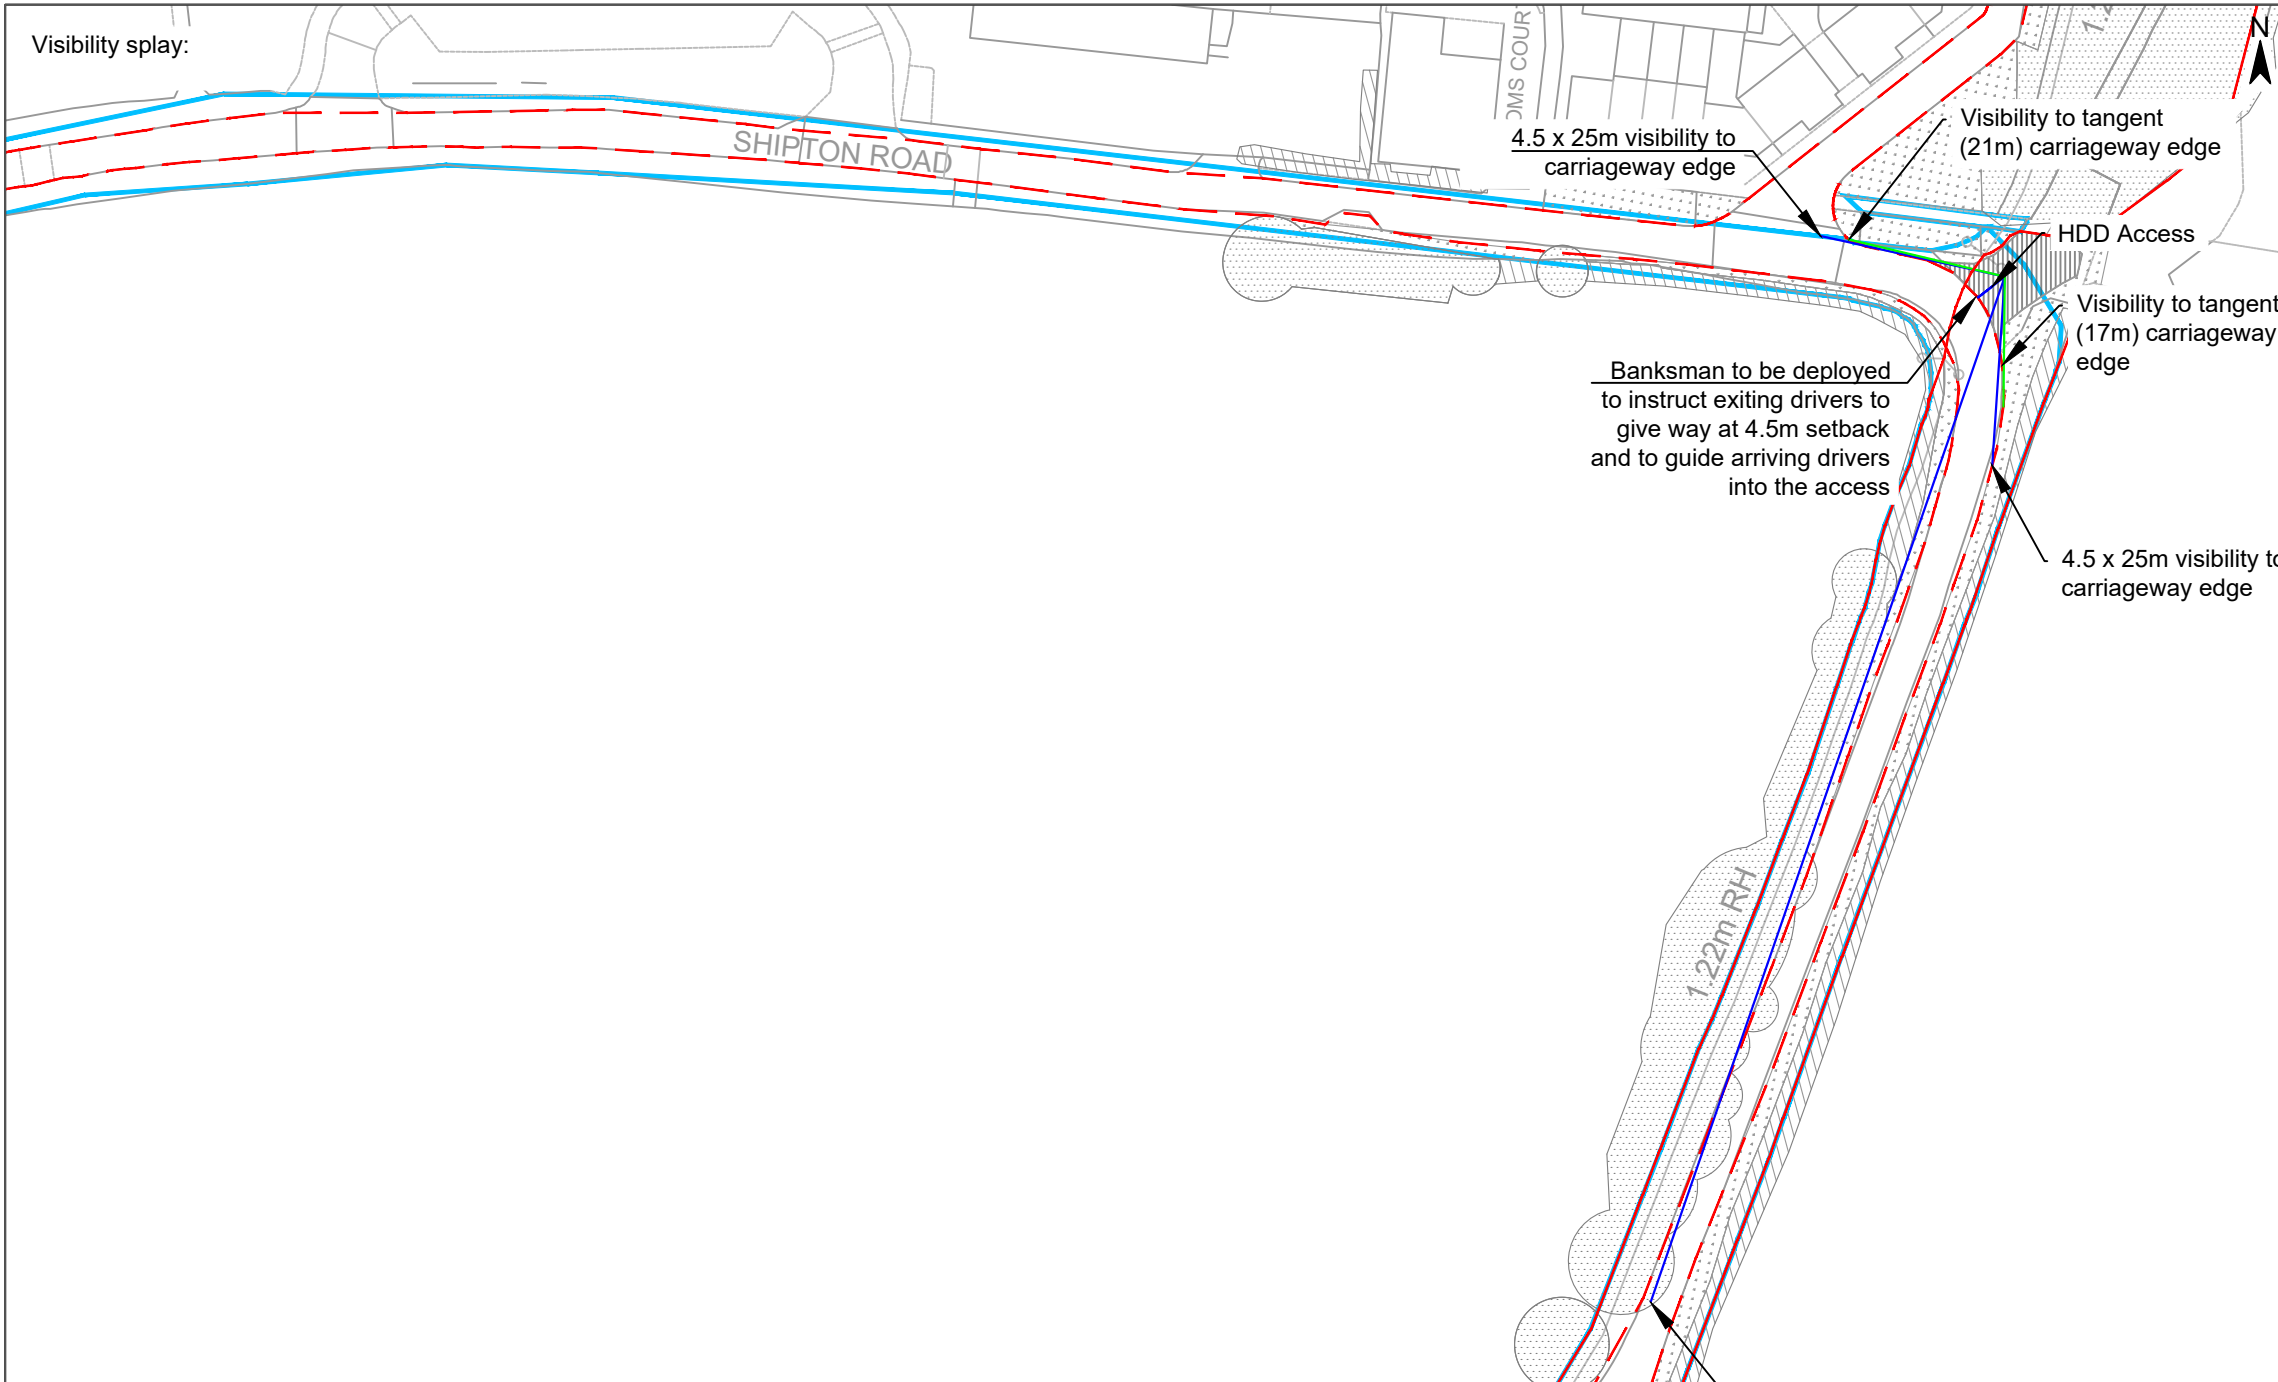 Visibility splay:
N
SHIPTON ROAD
4.5 x 25m visibility to
carriageway edge
Visibility to tangent
(21m) carriageway edge
HDD Access
Visibility to tangent
(17m) carriageway
edge
Banksman to be deployed
to instruct exiting drivers to
give way at 4.5m setback
and to guide arriving drivers
into the access
4.5 x 25m visibility to
carriageway edge
1.22m RH